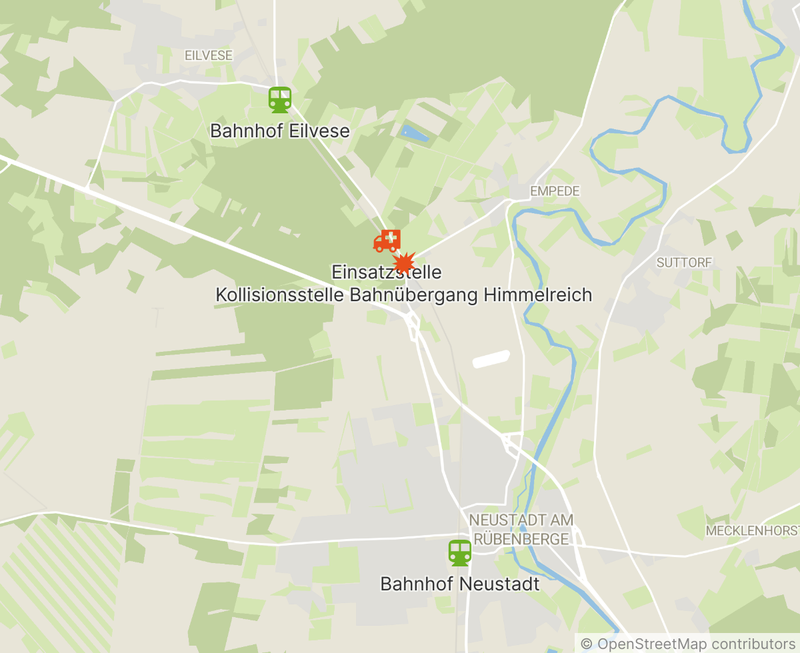 EILVESE
Bahnhof Eilvese
EMPEDE
SUTTORF
Einsatzstelle
Kollisionsstelle Bahnübergang Himmelreich
NEUSTADT AM
RÜBENBERGE
MECKLENHORST
Bahnhof Neustadt
© OpenStreetMap contributors